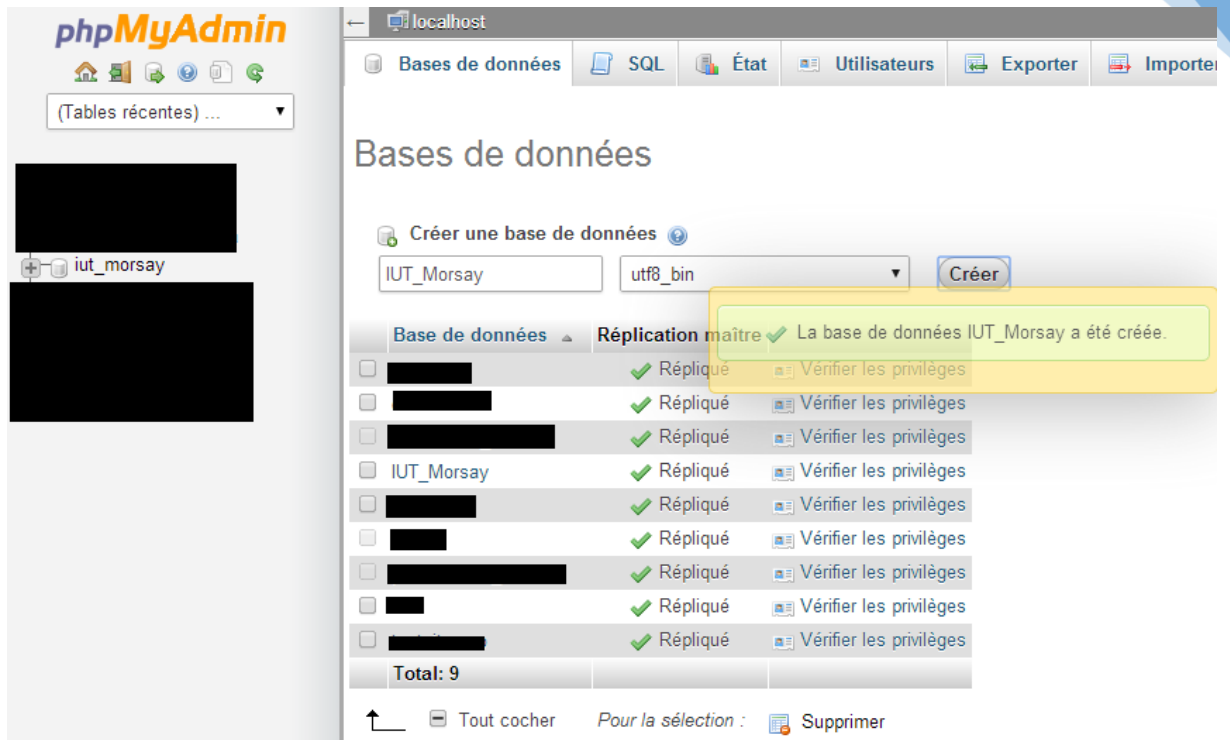 phpMyAdmin
localhost
Bases de données SQL État Utilisateurs Exporter Importer
(Tables récentes) ...
Bases de données
Créer une base de données
iut_morsay
IUT_Morsay utf8_bin Créer
La base de données IUT_Morsay a été créée.
Base de données Réplication maître
Répliqué Vérifier les privilèges
Répliqué Vérifier les privilèges
Répliqué Vérifier les privilèges
IUT_Morsay Répliqué Vérifier les privilèges
Répliqué Vérifier les privilèges
Répliqué Vérifier les privilèges
Répliqué Vérifier les privilèges
Répliqué Vérifier les privilèges
Répliqué Vérifier les privilèges
Total: 9
Tout cocher Pour la sélection : Supprimer